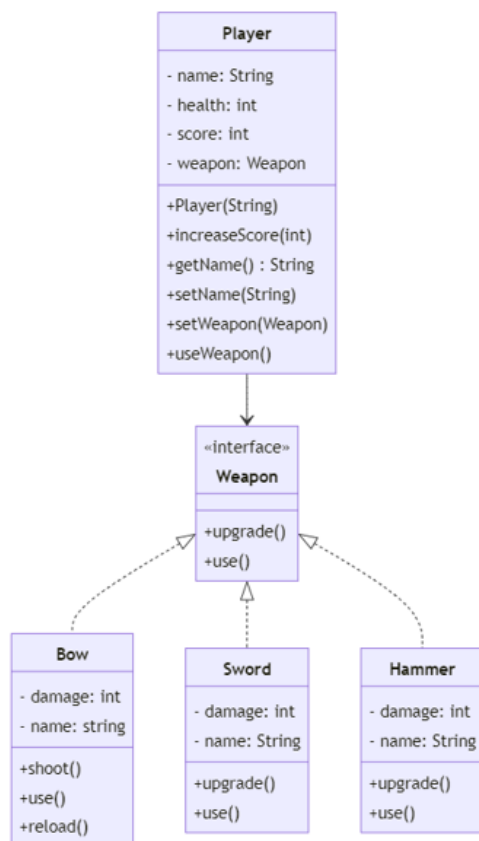 Player
- name: String
- health: int
- score: int
- weapon: Weapon
+Player(String)
+increaseScore(int)
+getName() : String
+setName(String)
+setWeapon(Weapon)
+useWeapon()
«interface»
Weapon
+upgrade()
+use()
Bow
- damage: int
- name: string
+shoot()
+use()
+reload()
Sword
- damage: int
- name: String
+upgrade()
+use()
Hammer
- damage: int
- name: String
+upgrade()
+use()